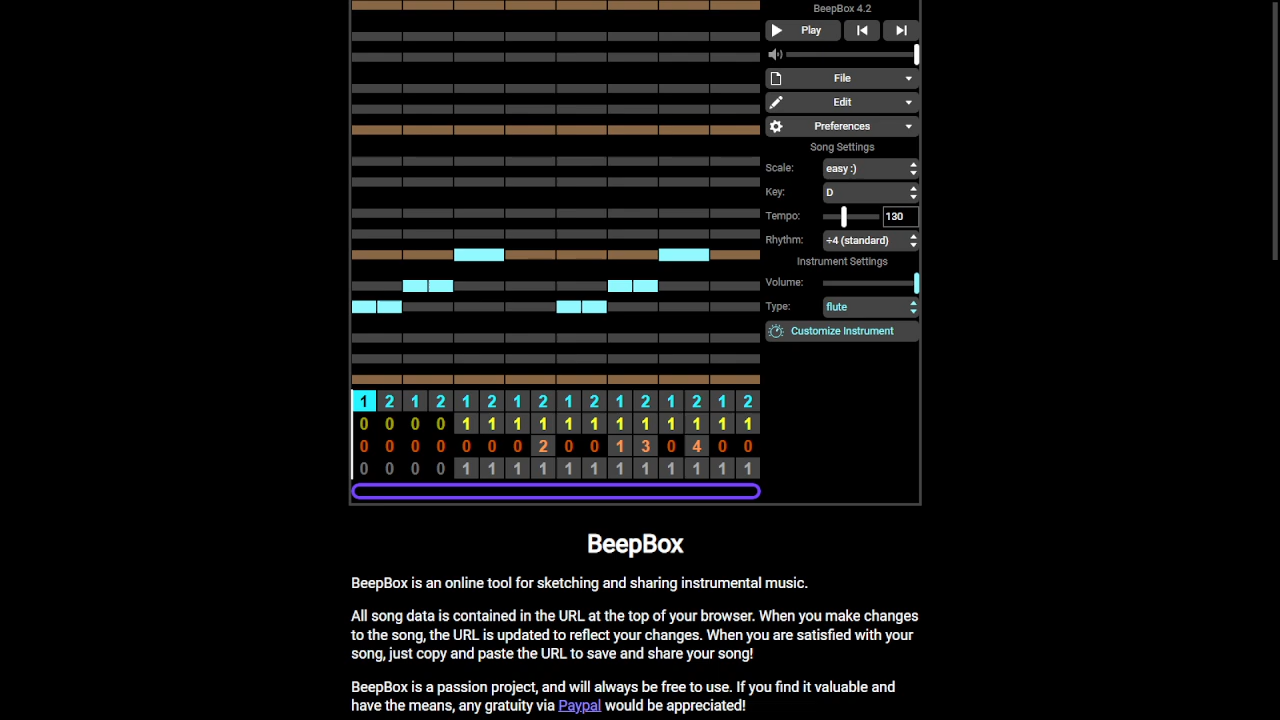 BeepBox 4.2
Play
File
Edit
Preferences
Song Settings
Scale: easy :)
Key: D
Tempo: 130
Rhythm: ÷4 (standard)
Instrument Settings
Volume:
Type: flute
Customize Instrument
1 2 1 2 1 2 1 2 1 2 1 2 1 2 1 2
0 0 0 0 1 1 1 1 1 1 1 1 1 1 1 1
0 0 0 0 0 0 0 2 0 0 1 3 0 4 0 0
0 0 0 0 1 1 1 1 1 1 1 1 1 1 1 1
BeepBox
BeepBox is an online tool for sketching and sharing instrumental music.
All song data is contained in the URL at the top of your browser. When you make changes
to the song, the URL is updated to reflect your changes. When you are satisfied with your
song, just copy and paste the URL to save and share your song!
BeepBox is a passion project, and will always be free to use. If you find it valuable and
have the means, any gratuity via Paypal would be appreciated!